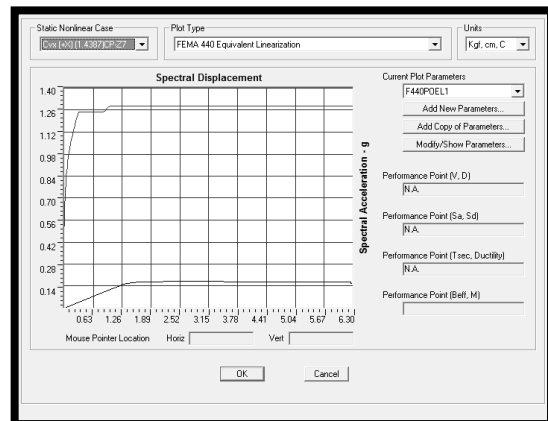 Static Nonlinear Case
Plot Type
Units
Cvx (+X) (1.4387)CP\Z7
FEMA 440 Equivalent Linearization
Kgf, cm, C
Spectral Displacement
Current Plot Parameters
F440PDEL1
Add New Parameters...
Add Copy of Parameters...
Modify/Show Parameters...
Performance Point (V, D)
N.A.
Performance Point (Sa, Sd)
N.A.
Performance Point (Tsec, Ductility)
N.A.
Performance Point (Beff, M)
1.40
1.26
1.12
0.98
0.84
0.70
0.56
0.42
0.28
0.14
Spectral Acceleration - g
0.63 1.26 1.89 2.52 3.15 3.78 4.41 5.04 5.67 6.30
Mouse Pointer Location Horiz Vert
OK Cancel